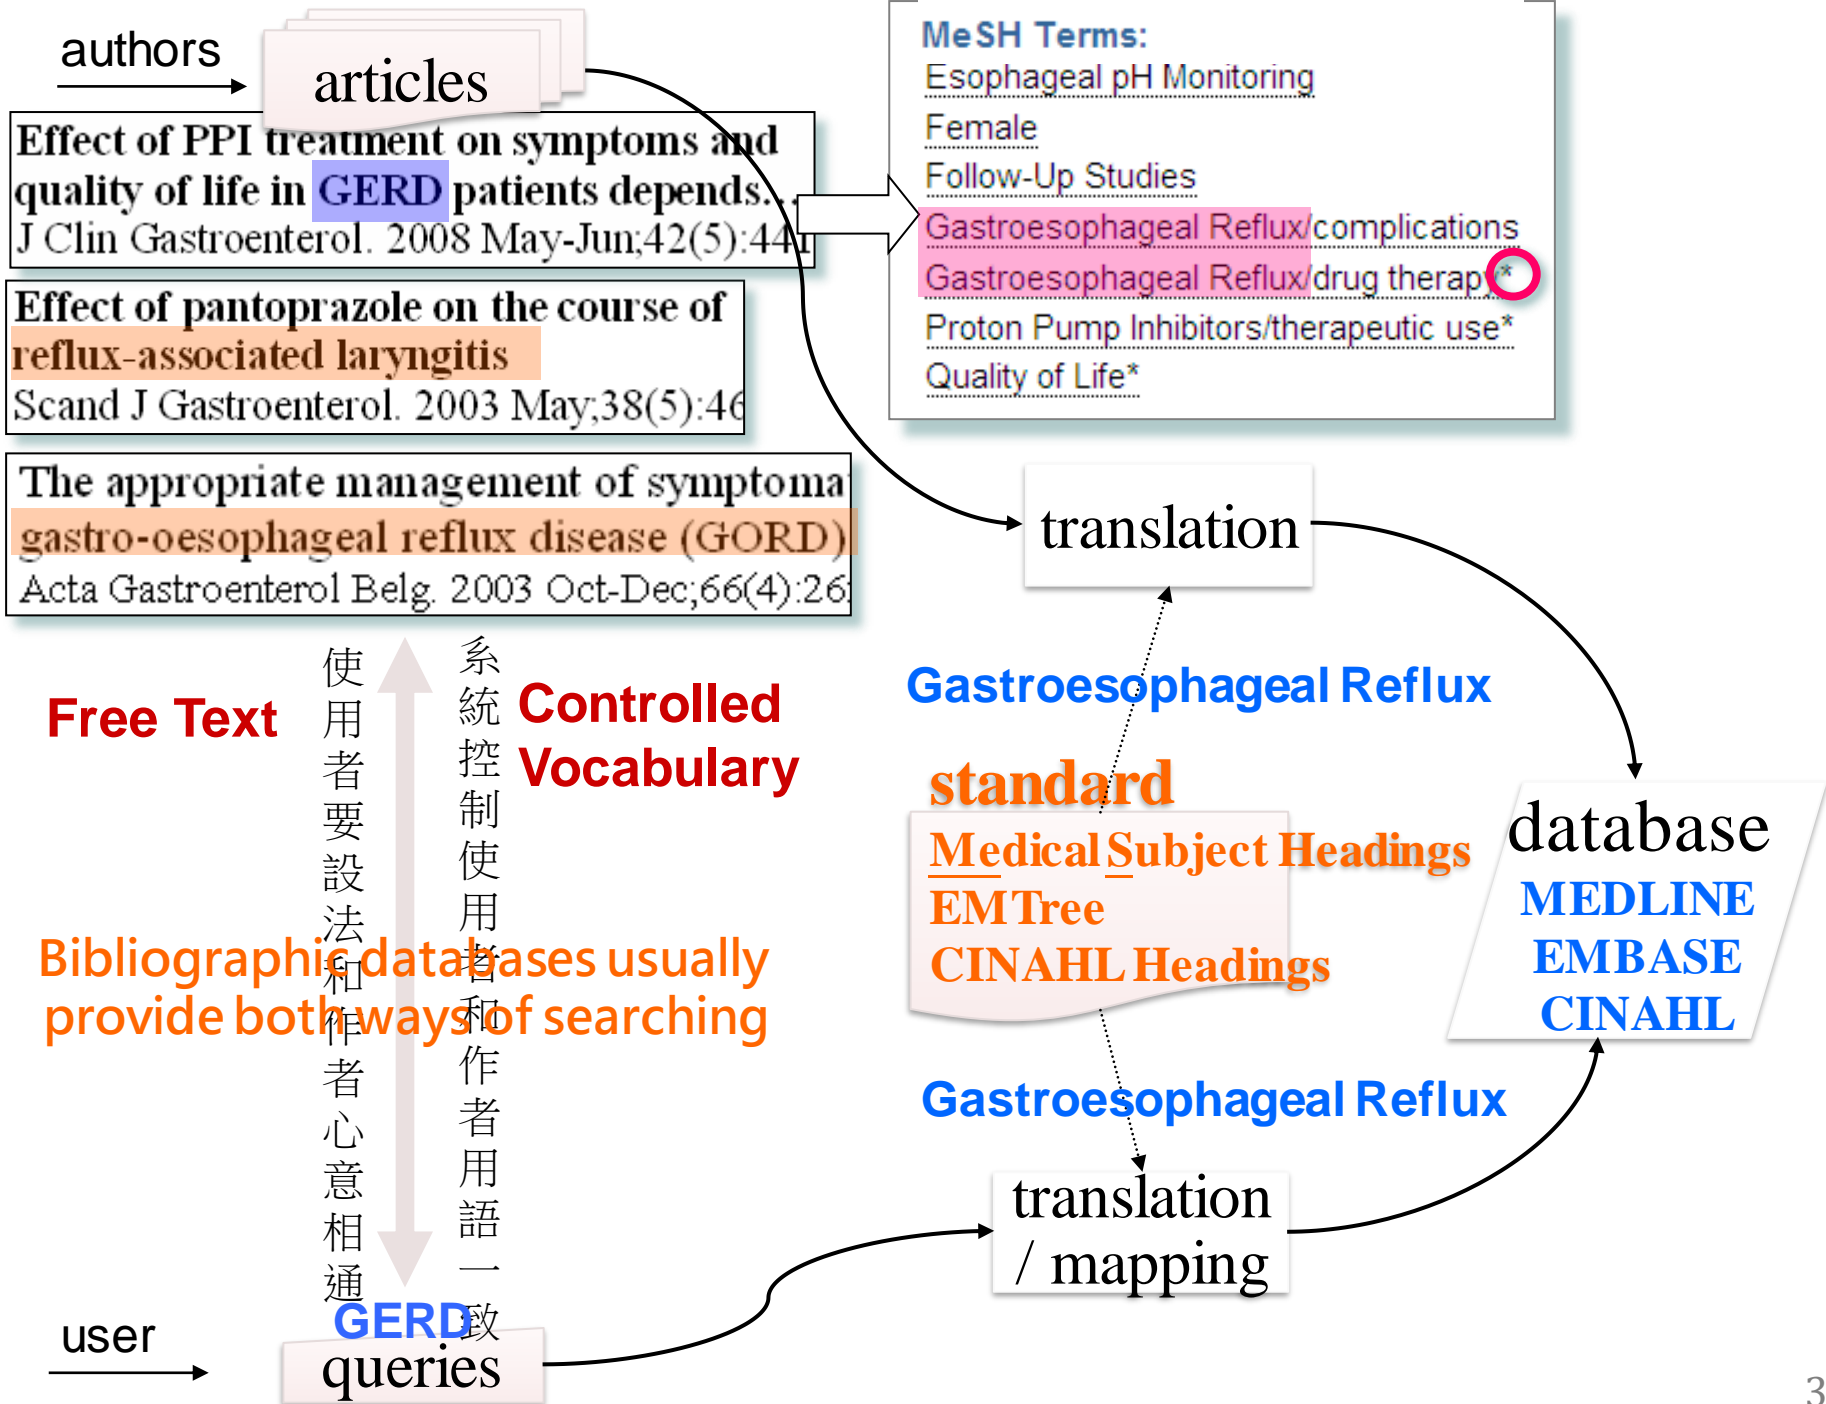 authors
articles
Effect of PPI treatment on symptoms and
quality of life in GERD patients depends...
J Clin Gastroenterol. 2008 May-Jun;42(5):441
Effect of pantoprazole on the course of
reflux-associated laryngitis
Scand J Gastroenterol. 2003 May;38(5):46
The appropriate management of symptoma
gastro-oesophageal reflux disease (GORD)
Acta Gastroenterol Belg. 2003 Oct-Dec;66(4):26
MeSH Terms:
Esophageal pH Monitoring
Female
Follow-Up Studies
Gastroesophageal Reflux/complications
Gastroesophageal Reflux/drug therapy*
Proton Pump Inhibitors/therapeutic use*
Quality of Life*
translation
Free Text
使用者要設法和作者心意相通
系統控制使用者和作者用語一致
Controlled
Vocabulary
Gastroesophageal Reflux
standard
Medical Subject Headings
EMTree
CINAHL Headings
database
MEDLINE
EMBASE
CINAHL
Bibliographic databases usually
provide both ways of searching
Gastroesophageal Reflux
translation
/ mapping
GERD
user
queries
3